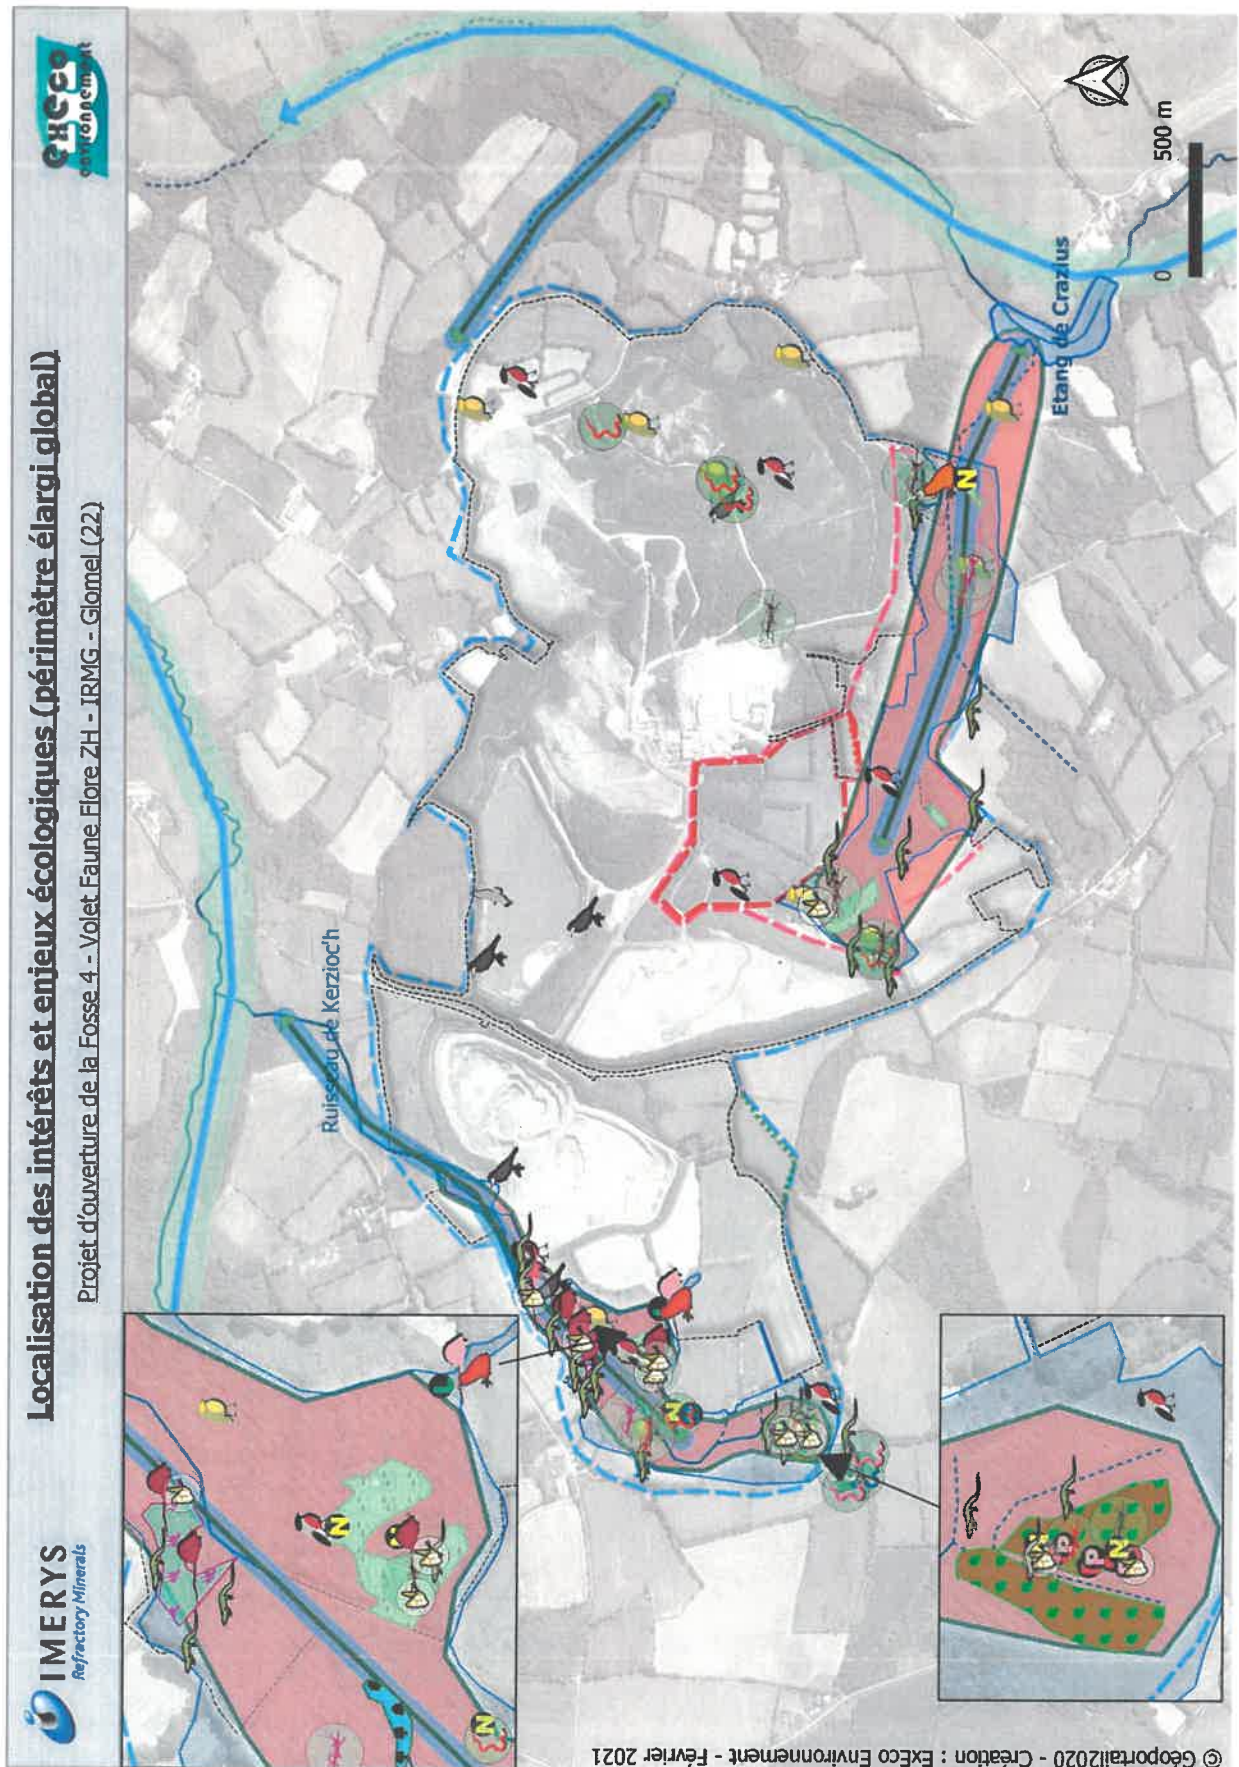 IMERYS
Refractory Minerals
Localisation des intérêts et enjeux écologiques (périmètre élargi global)
Projet d'ouverture de la Fosse 4 - Volet Faune Flore ZH - IRMG - Glomel (22)
execo
environnement
Ruisseau de Kerzioc'h
Etang de Crazius
0
500 m
N
N
N
N
N
N
P
P
© Géoportail2020 - Création : ExEco Environnement - Février 2021